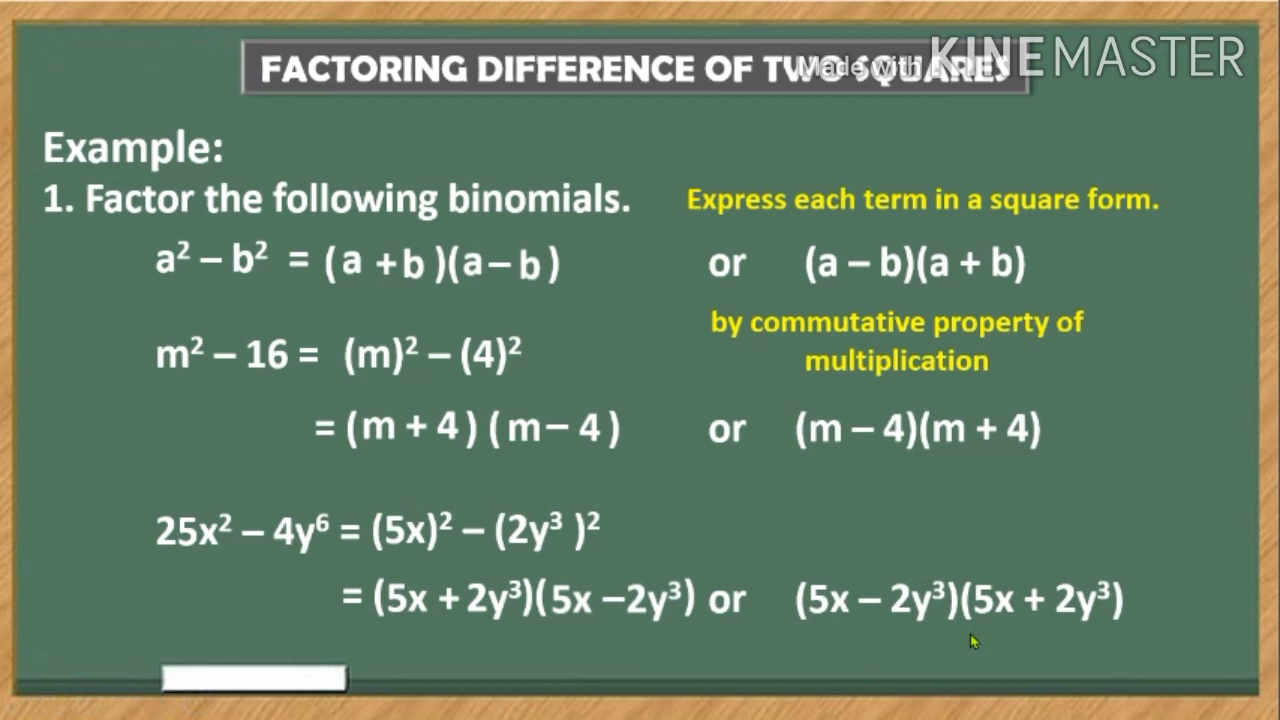 Made with KINEMASTER
FACTORING DIFFERENCE OF TWO SQUARES
Example:
1. Factor the following binomials. Express each term in a square form.
a² – b² = (a + b)(a – b) or (a – b)(a + b)
by commutative property of
multiplication
m² – 16 = (m)² – (4)²
= (m + 4) (m – 4) or (m – 4)(m + 4)
25x² – 4y⁶ = (5x)² – (2y³ )²
= (5x + 2y³)(5x –2y³) or (5x – 2y³)(5x + 2y³)